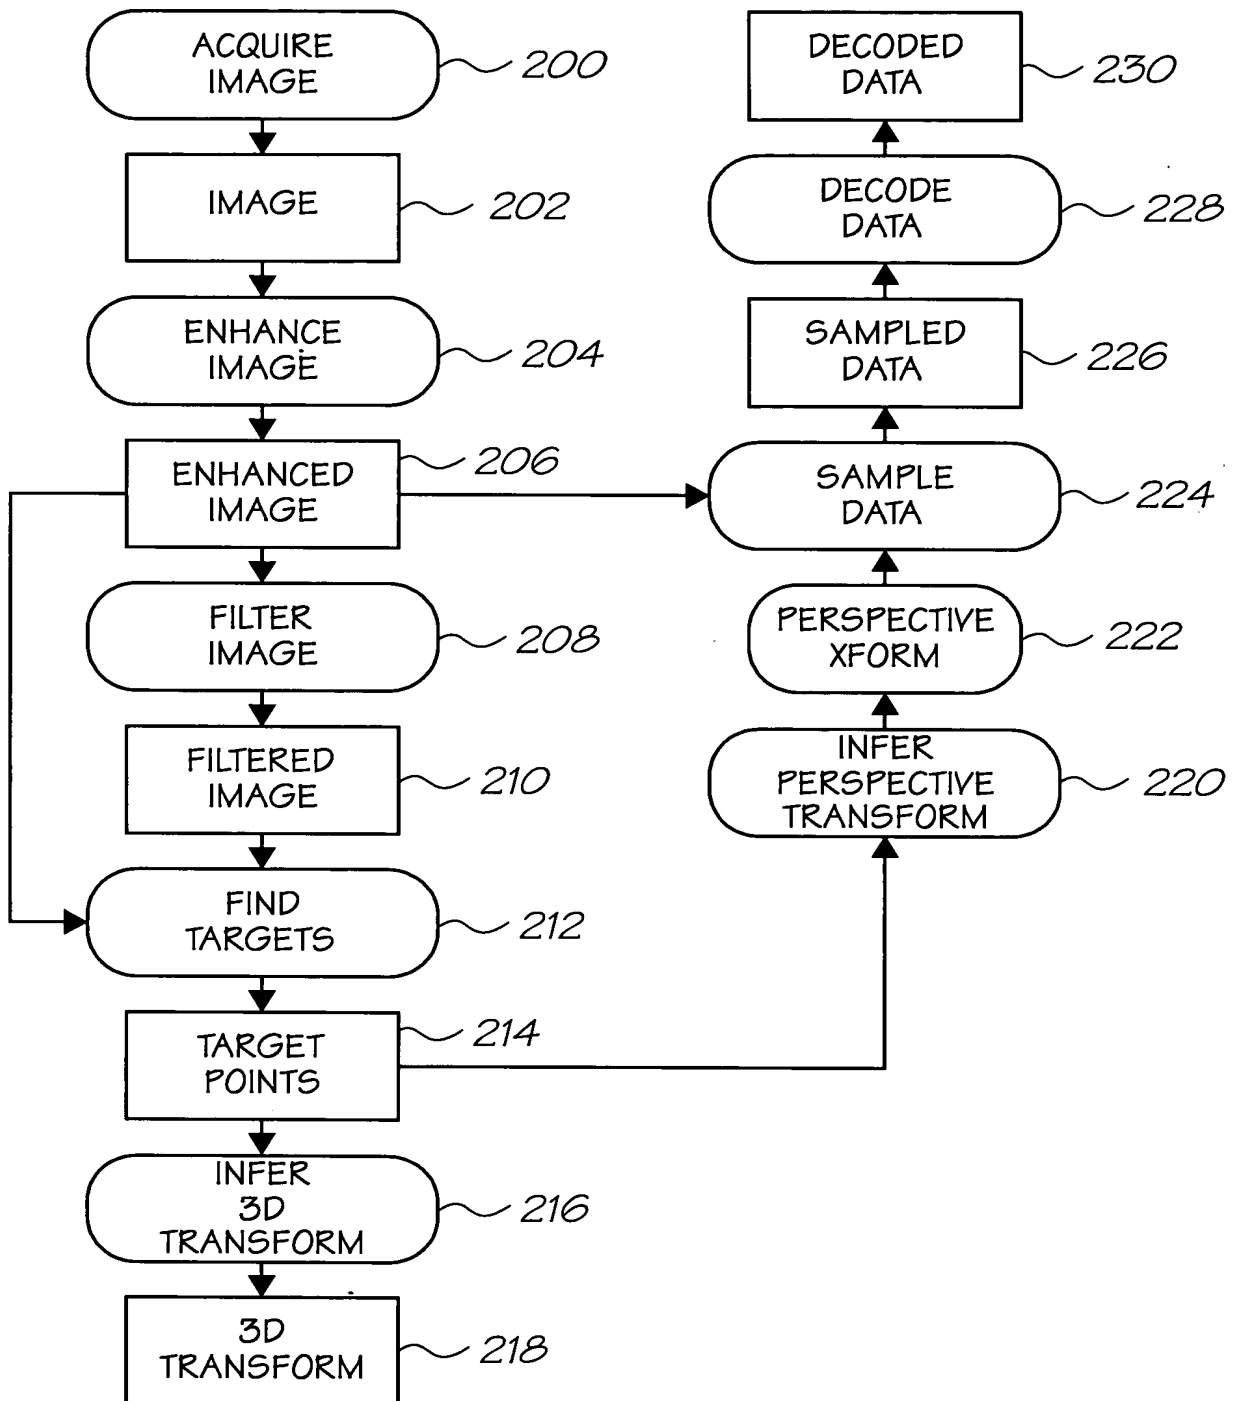 ACQUIRE
IMAGE
200
IMAGE
202
ENHANCE
IMAGE
204
ENHANCED
IMAGE
206
FILTER
IMAGE
208
FILTERED
IMAGE
210
FIND
TARGETS
212
TARGET
POINTS
214
INFER
3D
TRANSFORM
216
3D
TRANSFORM
218
DECODED
DATA
230
DECODE
DATA
228
SAMPLED
DATA
226
SAMPLE
DATA
224
PERSPECTIVE
XFORM
222
INFER
PERSPECTIVE
TRANSFORM
220